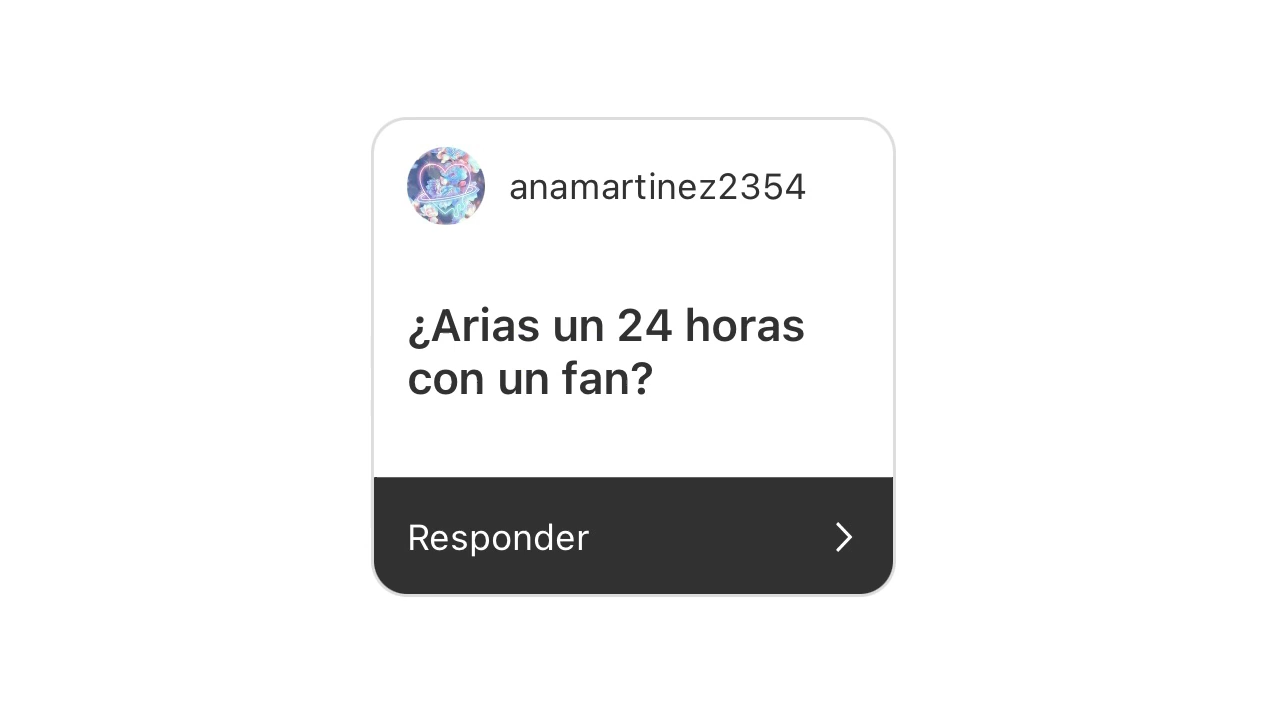 anamartinez2354
¿Arias un 24 horas
con un fan?
Responder